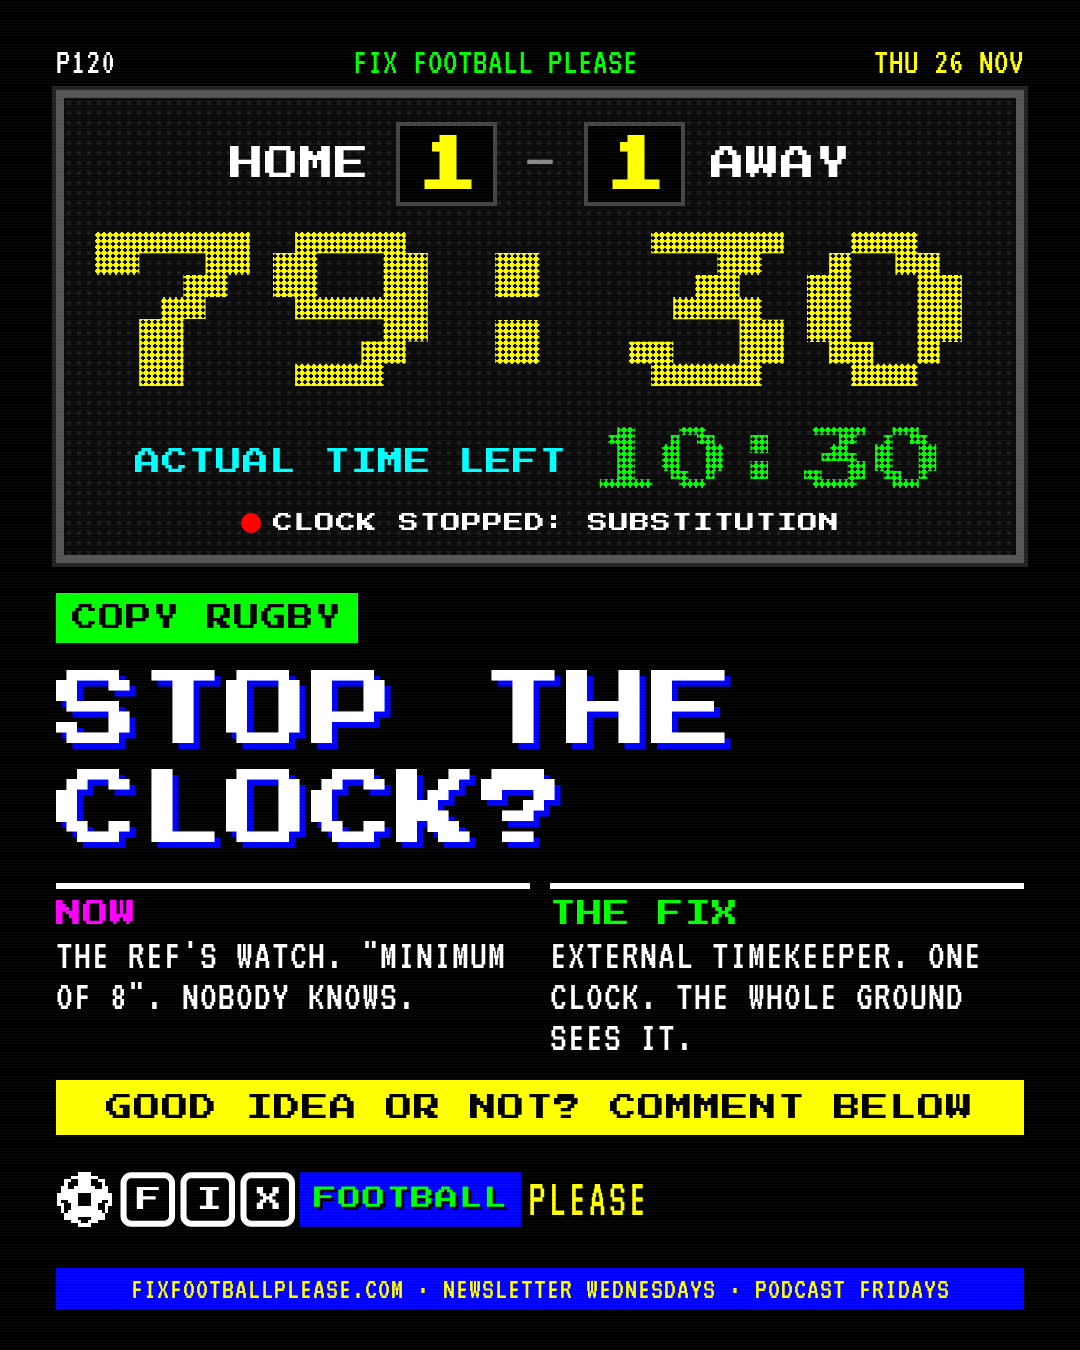 P120 FIX FOOTBALL PLEASE THU 26 NOV
HOME 1 - 1 AWAY
79:30
ACTUAL TIME LEFT 10:30
CLOCK STOPPED: SUBSTITUTION
COPY RUGBY
STOP THE
CLOCK?
NOW
THE REF'S WATCH. "MINIMUM
OF 8". NOBODY KNOWS.
THE FIX
EXTERNAL TIMEKEEPER. ONE
CLOCK. THE WHOLE GROUND
SEES IT.
GOOD IDEA OR NOT? COMMENT BELOW
FIX FOOTBALL PLEASE
FIXFOOTBALLPLEASE.COM · NEWSLETTER WEDNESDAYS · PODCAST FRIDAYS